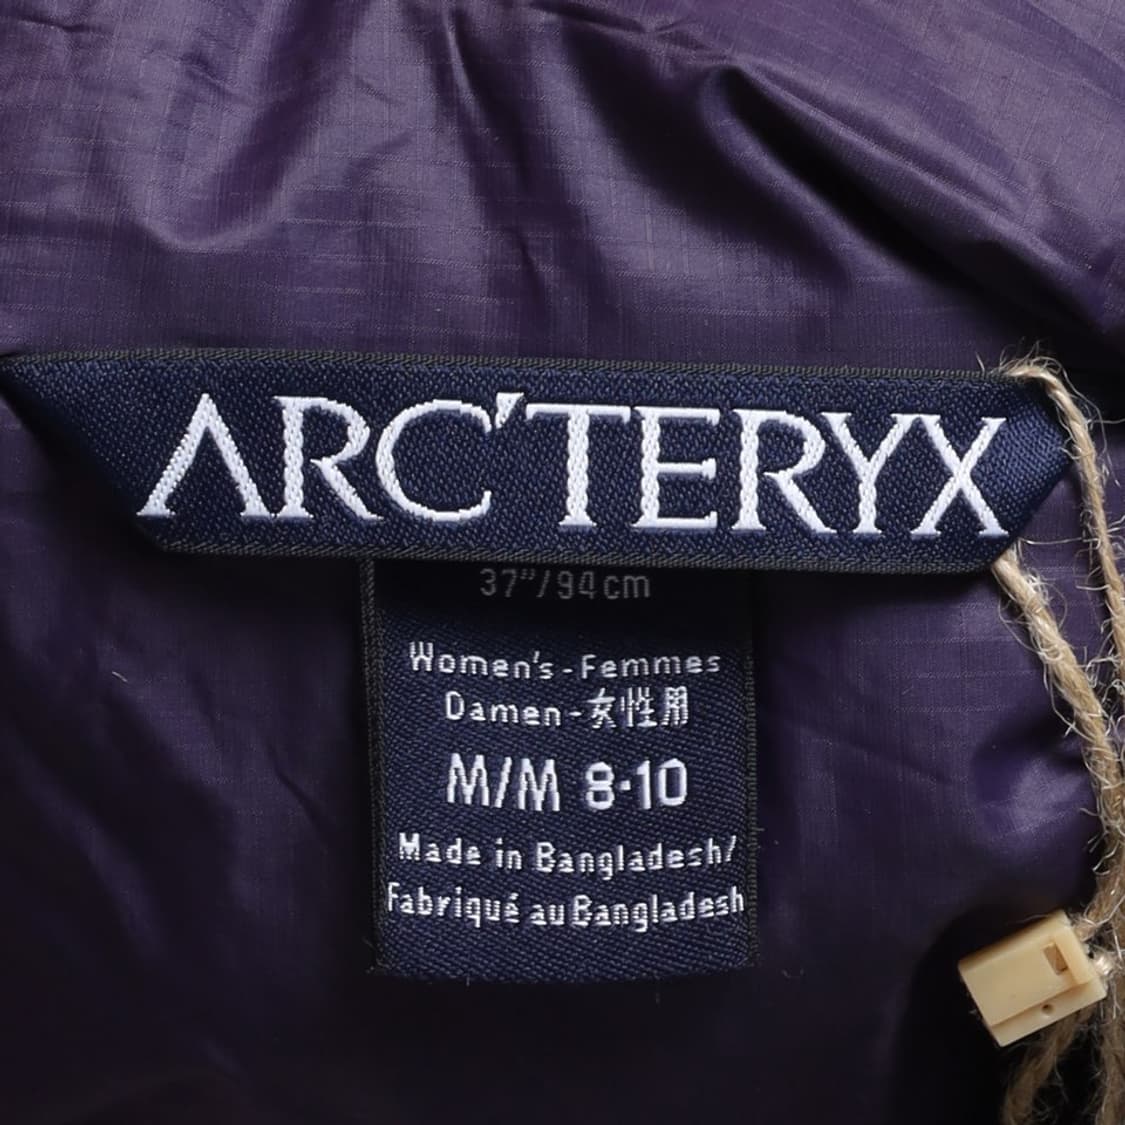 ARC'TERYX
37"/94cm
Women's-Femmes
Damen-女性用
M/M 8·10
Made in Bangladesh/
Fabriqué au Bangladesh